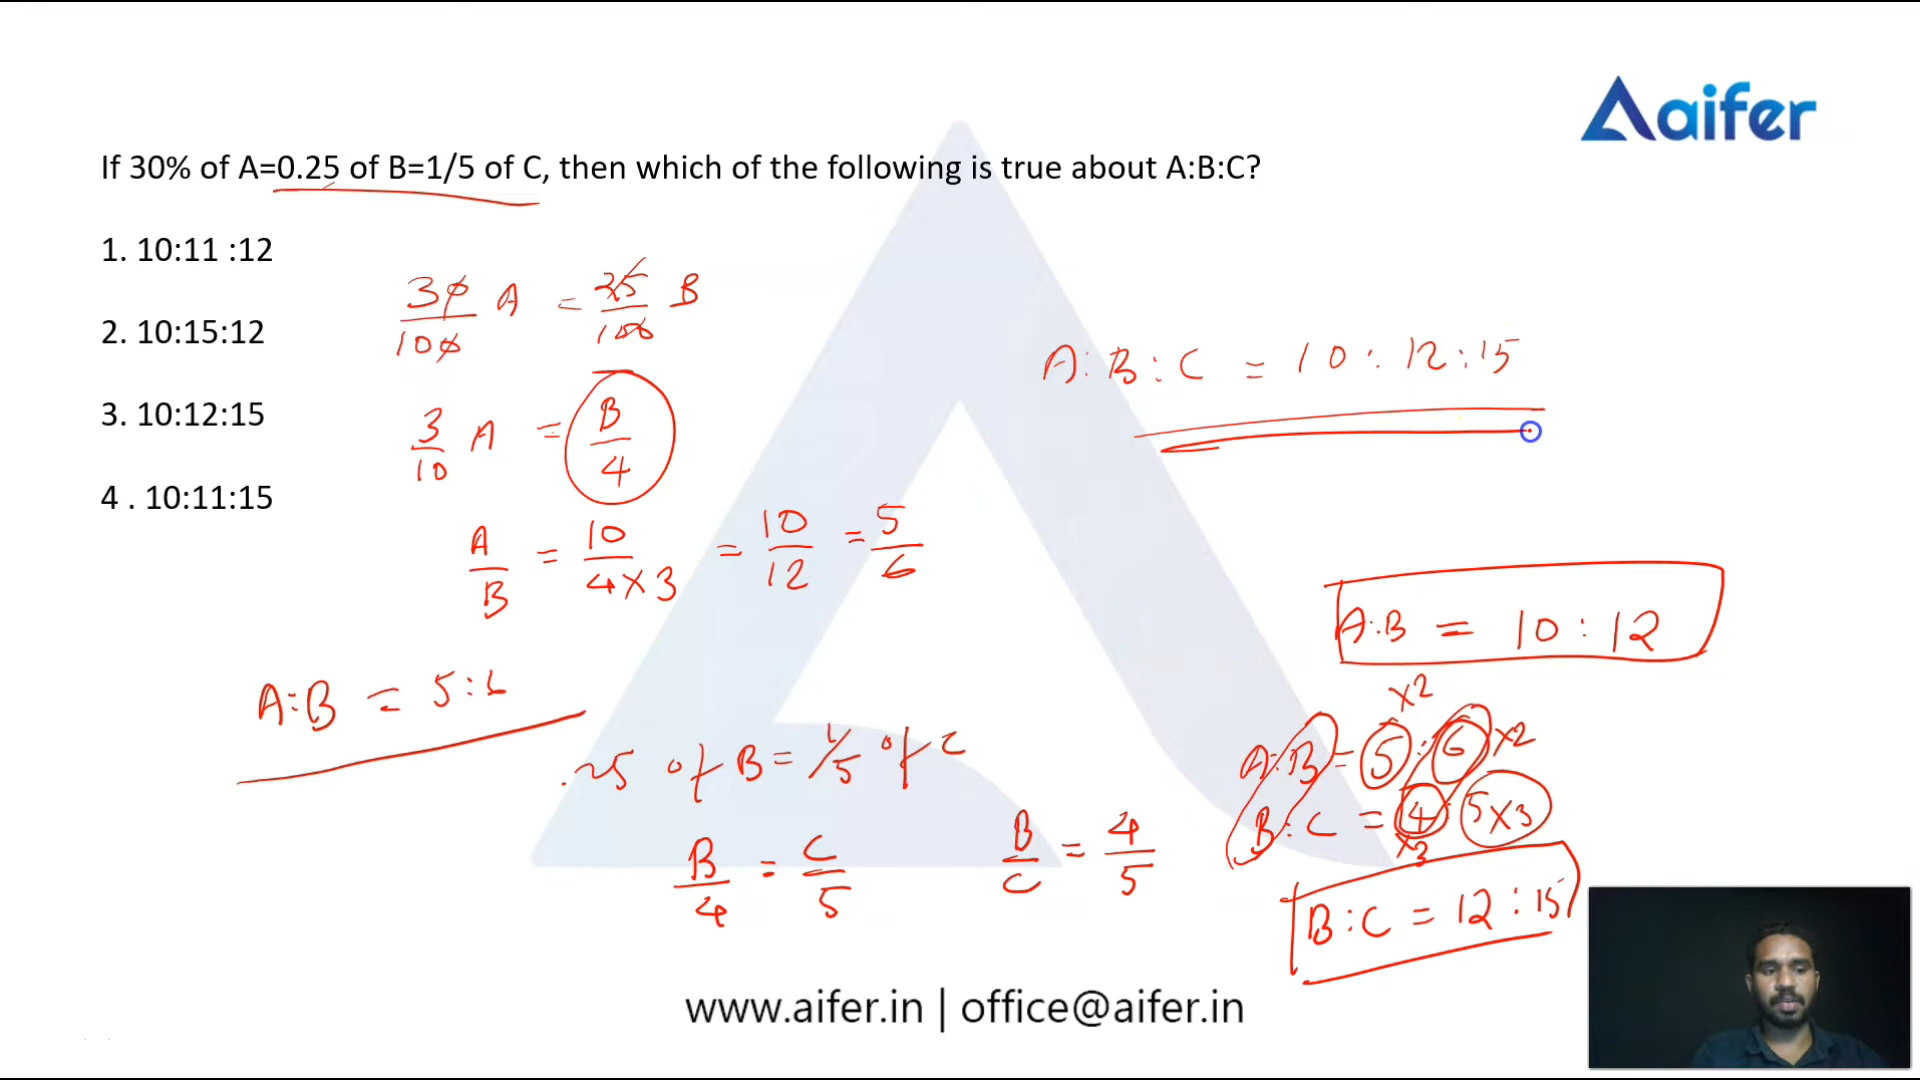 aifer
If 30% of A=0.25 of B=1/5 of C, then which of the following is true about A:B:C?
1. 10:11 :12
2. 10:15:12
3. 10:12:15
4 . 10:11:15
30/100 A = 25/100 B
3/10 A = B/4
A/B = 10/4×3 = 10/12 = 5/6
A:B = 5:6
.25 of B = 1/5 of C
B/4 = C/5
B/C = 4/5
A:B = 5:6
×2 ×2
B:C = 4:5×3
×3
A:B = 10:12
B:C = 12:15
A:B:C = 10:12:15
www.aifer.in | office@aifer.in